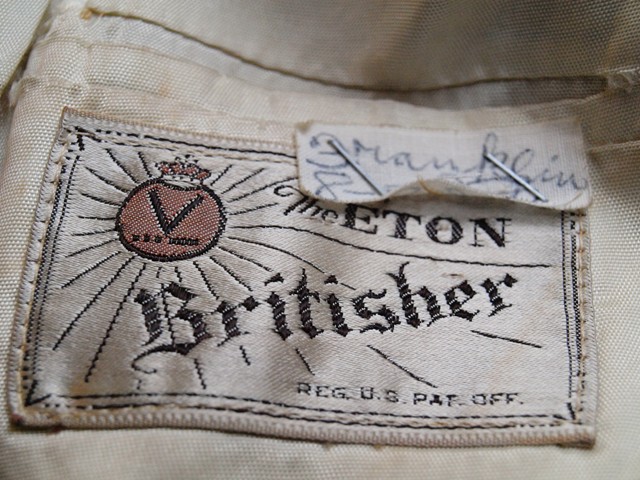 V
The ETON
Britisher
REG. U.S. PAT. OFF.